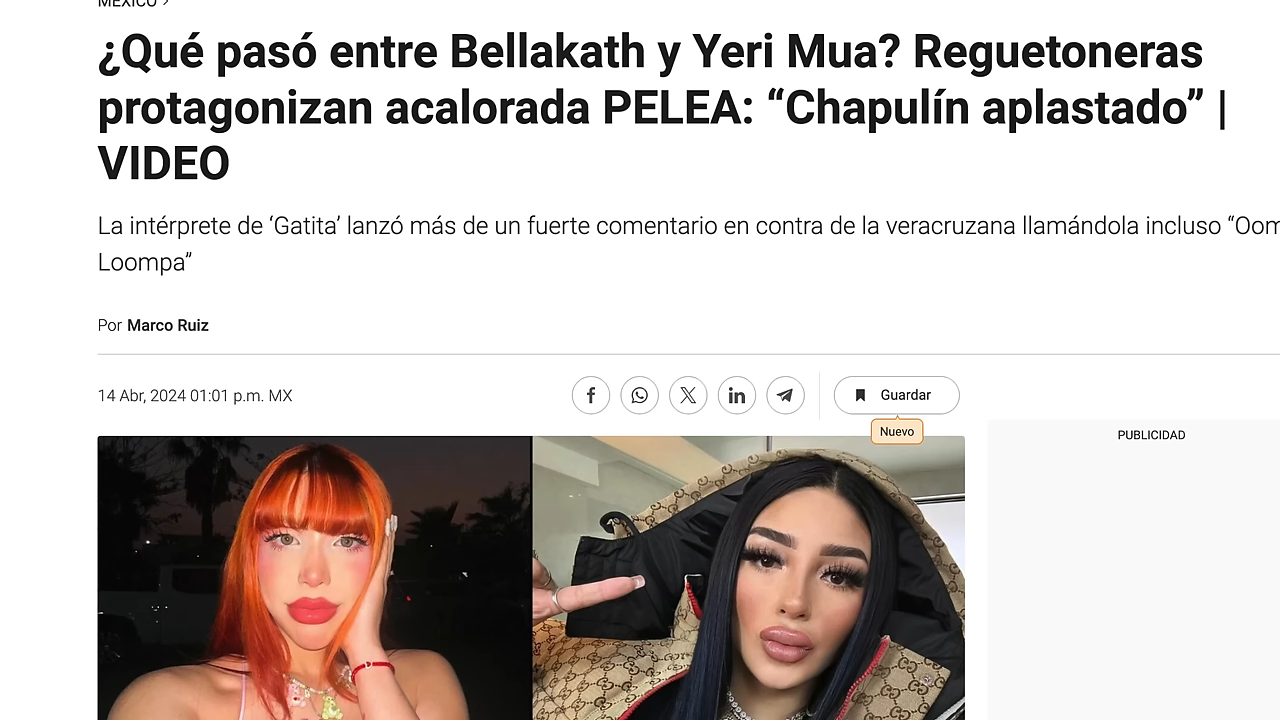 MÉXICO >
¿Qué pasó entre Bellakath y Yeri Mua? Reguetoneras
protagonizan acalorada PELEA: “Chapulín aplastado” |
VIDEO
La intérprete de ‘Gatita’ lanzó más de un fuerte comentario en contra de la veracruzana llamándola incluso
Loompa”
Por Marco Ruiz
14 Abr, 2024 01:01 p.m. MX
Guardar
Nuevo
PUBLICIDAD